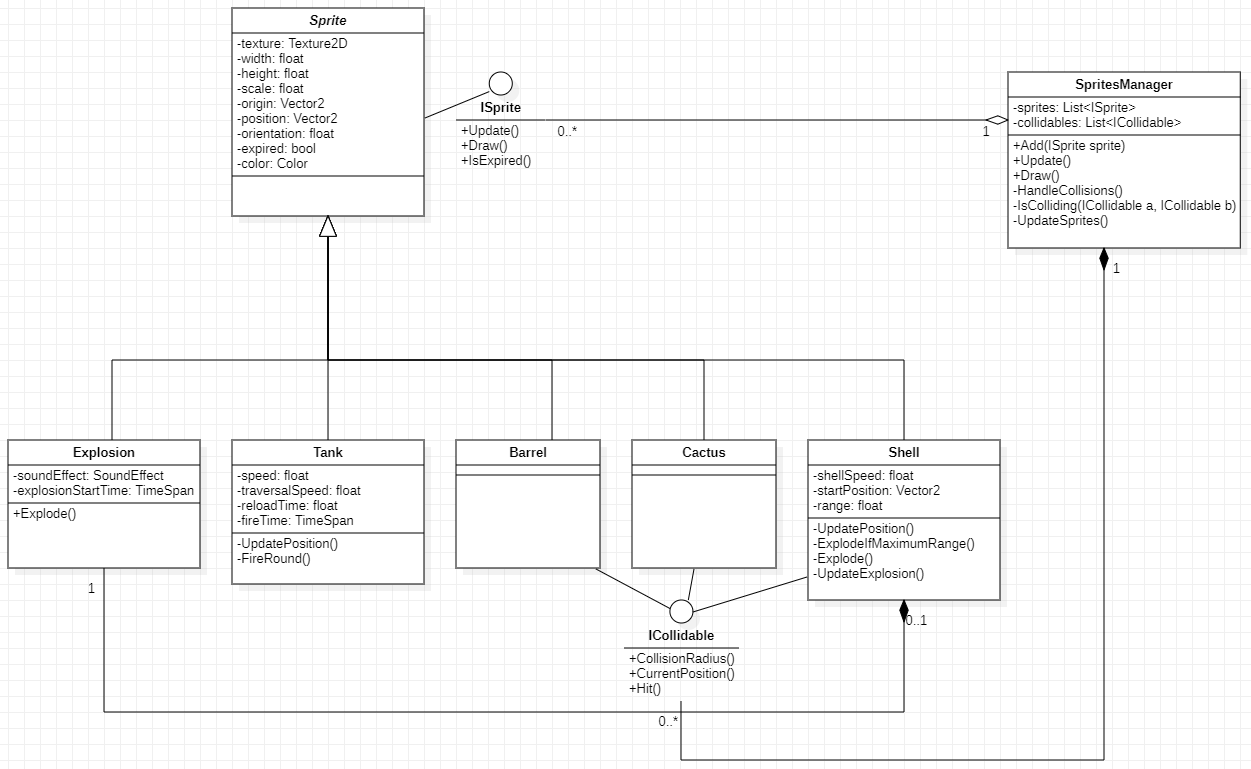 Sprite
-texture: Texture2D
-width: float
-height: float
-scale: float
-origin: Vector2
-position: Vector2
-orientation: float
-expired: bool
-color: Color
ISprite
+Update()
+Draw()
+IsExpired()
0..*
1
SpritesManager
-sprites: List<ISprite>
-collidables: List<ICollidable>
+Add(ISprite sprite)
+Update()
+Draw()
-HandleCollisions()
-IsColliding(ICollidable a, ICollidable b)
-UpdateSprites()
1
Explosion
-soundEffect: SoundEffect
-explosionStartTime: TimeSpan
+Explode()
1
Tank
-speed: float
-traversalSpeed: float
-reloadTime: float
-fireTime: TimeSpan
-UpdatePosition()
-FireRound()
Barrel
Cactus
Shell
-shellSpeed: float
-startPosition: Vector2
-range: float
-UpdatePosition()
-ExplodeIfMaximumRange()
-Explode()
-UpdateExplosion()
0..1
ICollidable
+CollisionRadius()
+CurrentPosition()
+Hit()
0..*